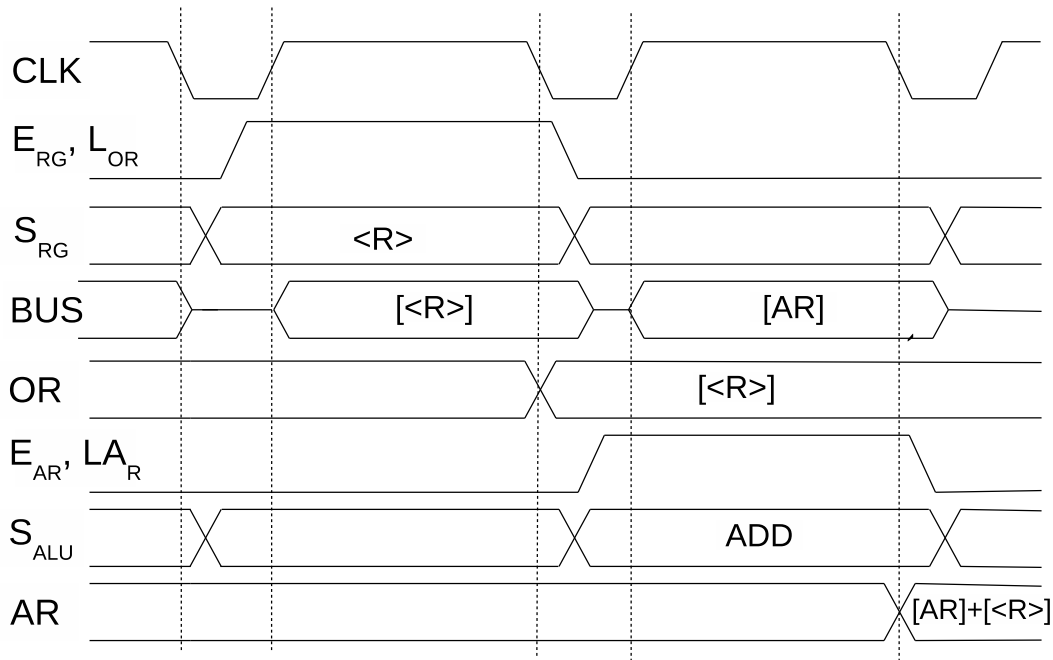 CLK
E_RG, L_OR
S_RG <R>
BUS [<R>] [AR]
OR [<R>]
E_AR, LA_R
S_ALU ADD
AR [AR]+[<R>]